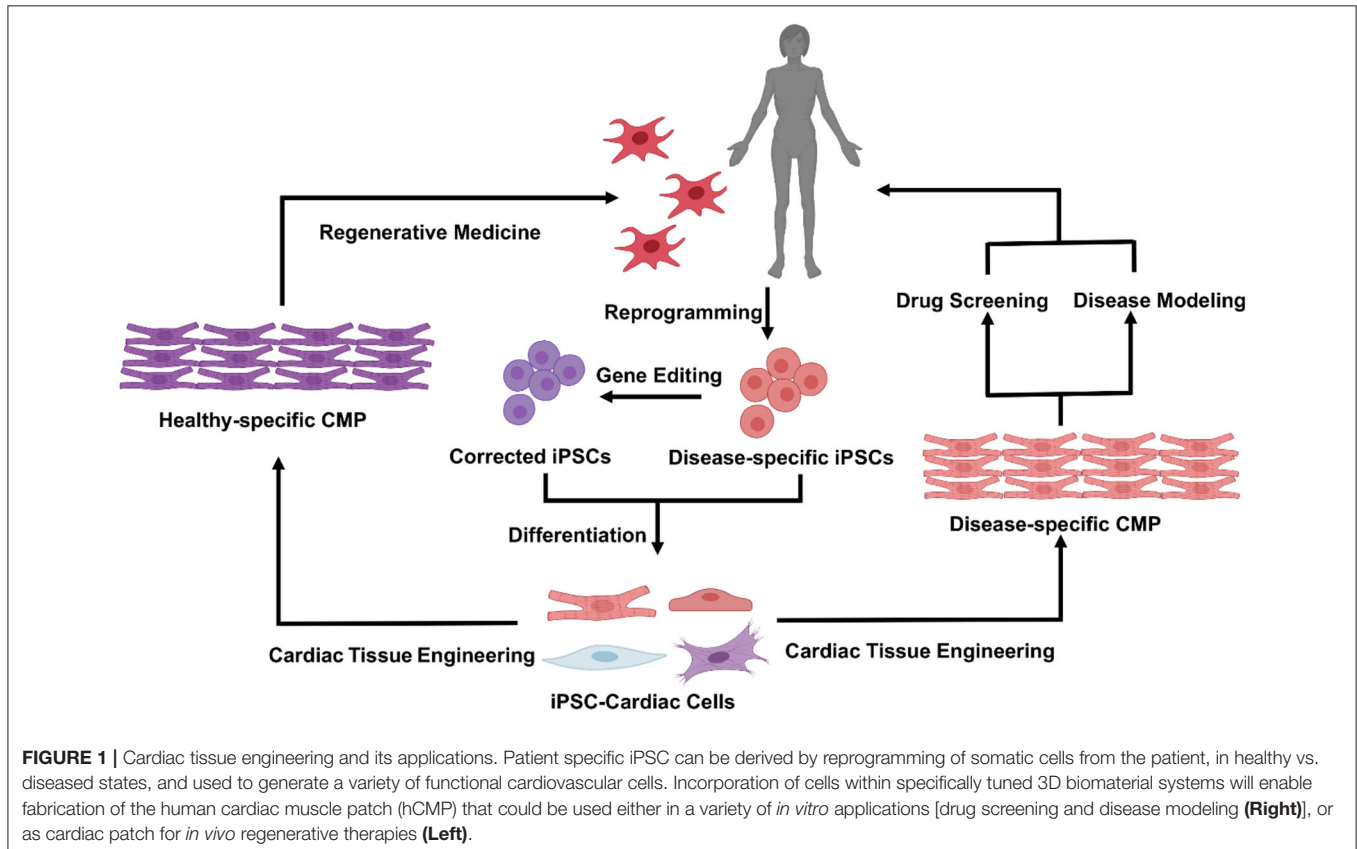 Regenerative Medicine
Reprogramming
Drug Screening
Disease Modeling
Gene Editing
Healthy-specific CMP
Corrected iPSCs
Disease-specific iPSCs
Disease-specific CMP
Differentiation
Cardiac Tissue Engineering
Cardiac Tissue Engineering
iPSC-Cardiac Cells
FIGURE 1 | Cardiac tissue engineering and its applications. Patient specific iPSC can be derived by reprogramming of somatic cells from the patient, in healthy vs.
diseased states, and used to generate a variety of functional cardiovascular cells. Incorporation of cells within specifically tuned 3D biomaterial systems will enable
fabrication of the human cardiac muscle patch (hCMP) that could be used either in a variety of in vitro applications [drug screening and disease modeling (Right)], or
as cardiac patch for in vivo regenerative therapies (Left).